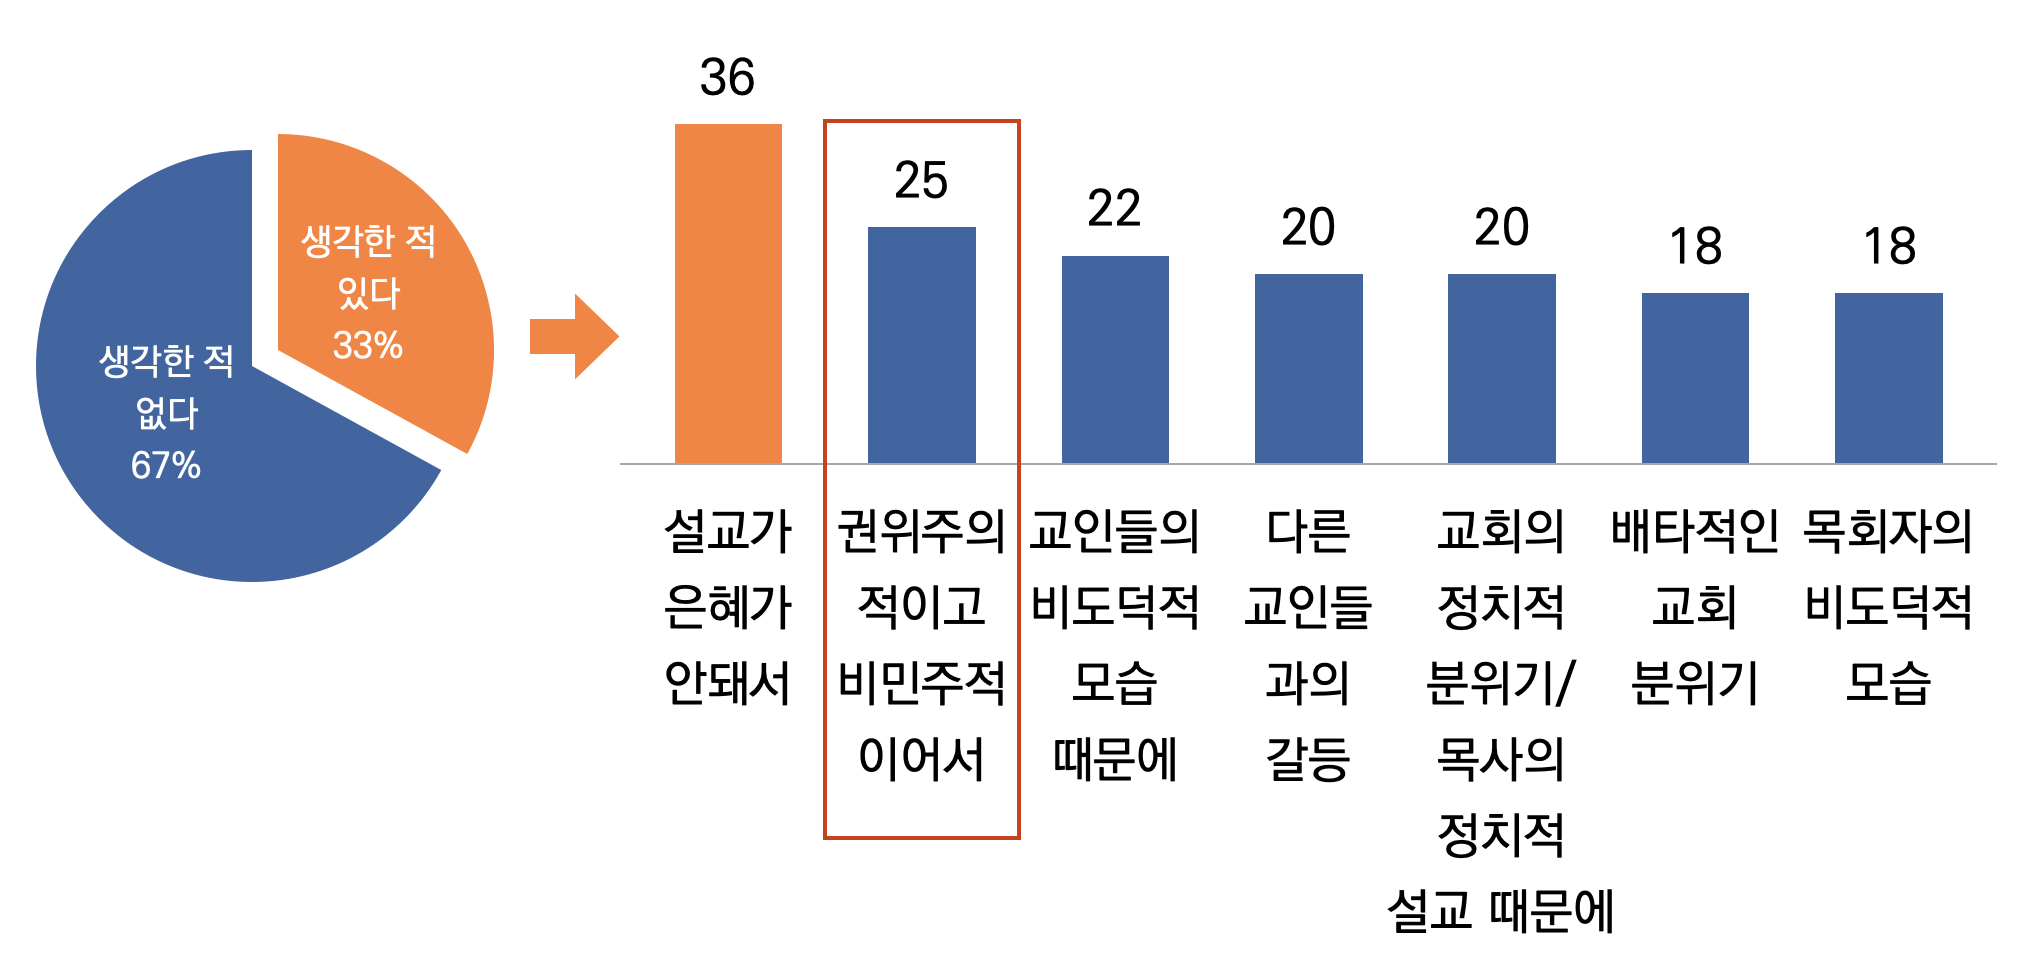 생각한 적
있다
33%
생각한 적
없다
67%
36
25
22
20
20
18
18
설교가
은혜가
안돼서
권위주의
적이고
비민주적
이어서
교인들의
비도덕적
모습
때문에
다른
교인들
과의
갈등
교회의
정치적
분위기/
목사의
정치적
설교 때문에
배타적인
교회
분위기
목회자의
비도덕적
모습